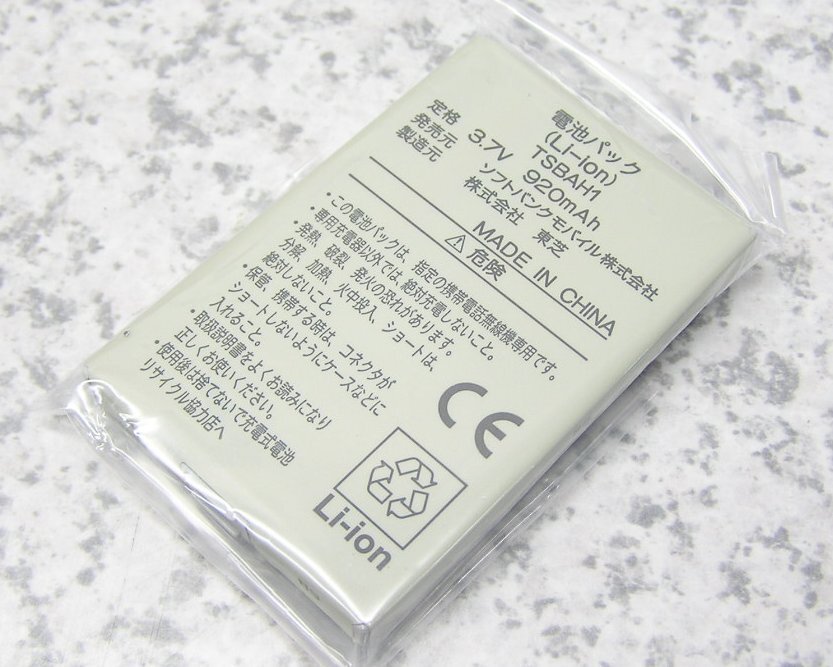 電池パック
(Li-ion)
TSBAH1
定格 3.7V 920mAh
発売元 ソフトバンクモバイル株式会社
製造元 株式会社 東芝
MADE IN CHINA
⚠危険
・この電池パックは、指定の携帯電話無線機専用です。
・専用充電器以外では、絶対充電しないこと。
・発熱、破裂、発火の恐れがあります。
分解、加熱、火中投入、ショートは、
絶対しないこと。
・保管、携帯する時は、コネクタが
ショートしないようにケースなどに
入れること。
・取扱説明書をよくお読みになり
正しくお使いください。
・使用後は捨てないで充電式電池
リサイクル協力店へ
CE
Li-ion